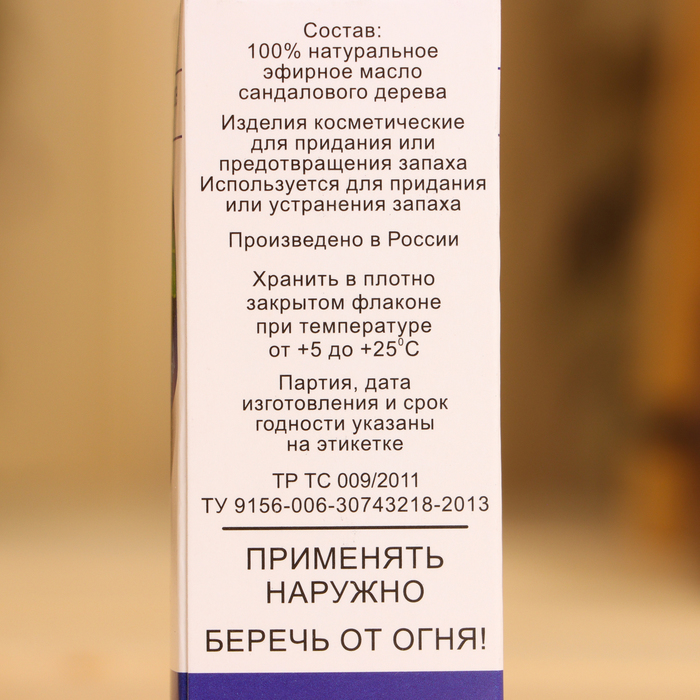 Состав:
100% натуральное
эфирное масло
сандалового дерева
Изделия косметические
для придания или
предотвращения запаха
Используется для придания
или устранения запаха
Произведено в России
Хранить в плотно
закрытом флаконе
при температуре
от +5 до +25⁰С
Партия, дата
изготовления и срок
годности указаны
на этикетке
ТР ТС 009/2011
ТУ 9156-006-30743218-2013
ПРИМЕНЯТЬ
НАРУЖНО
БЕРЕЧЬ ОТ ОГНЯ!